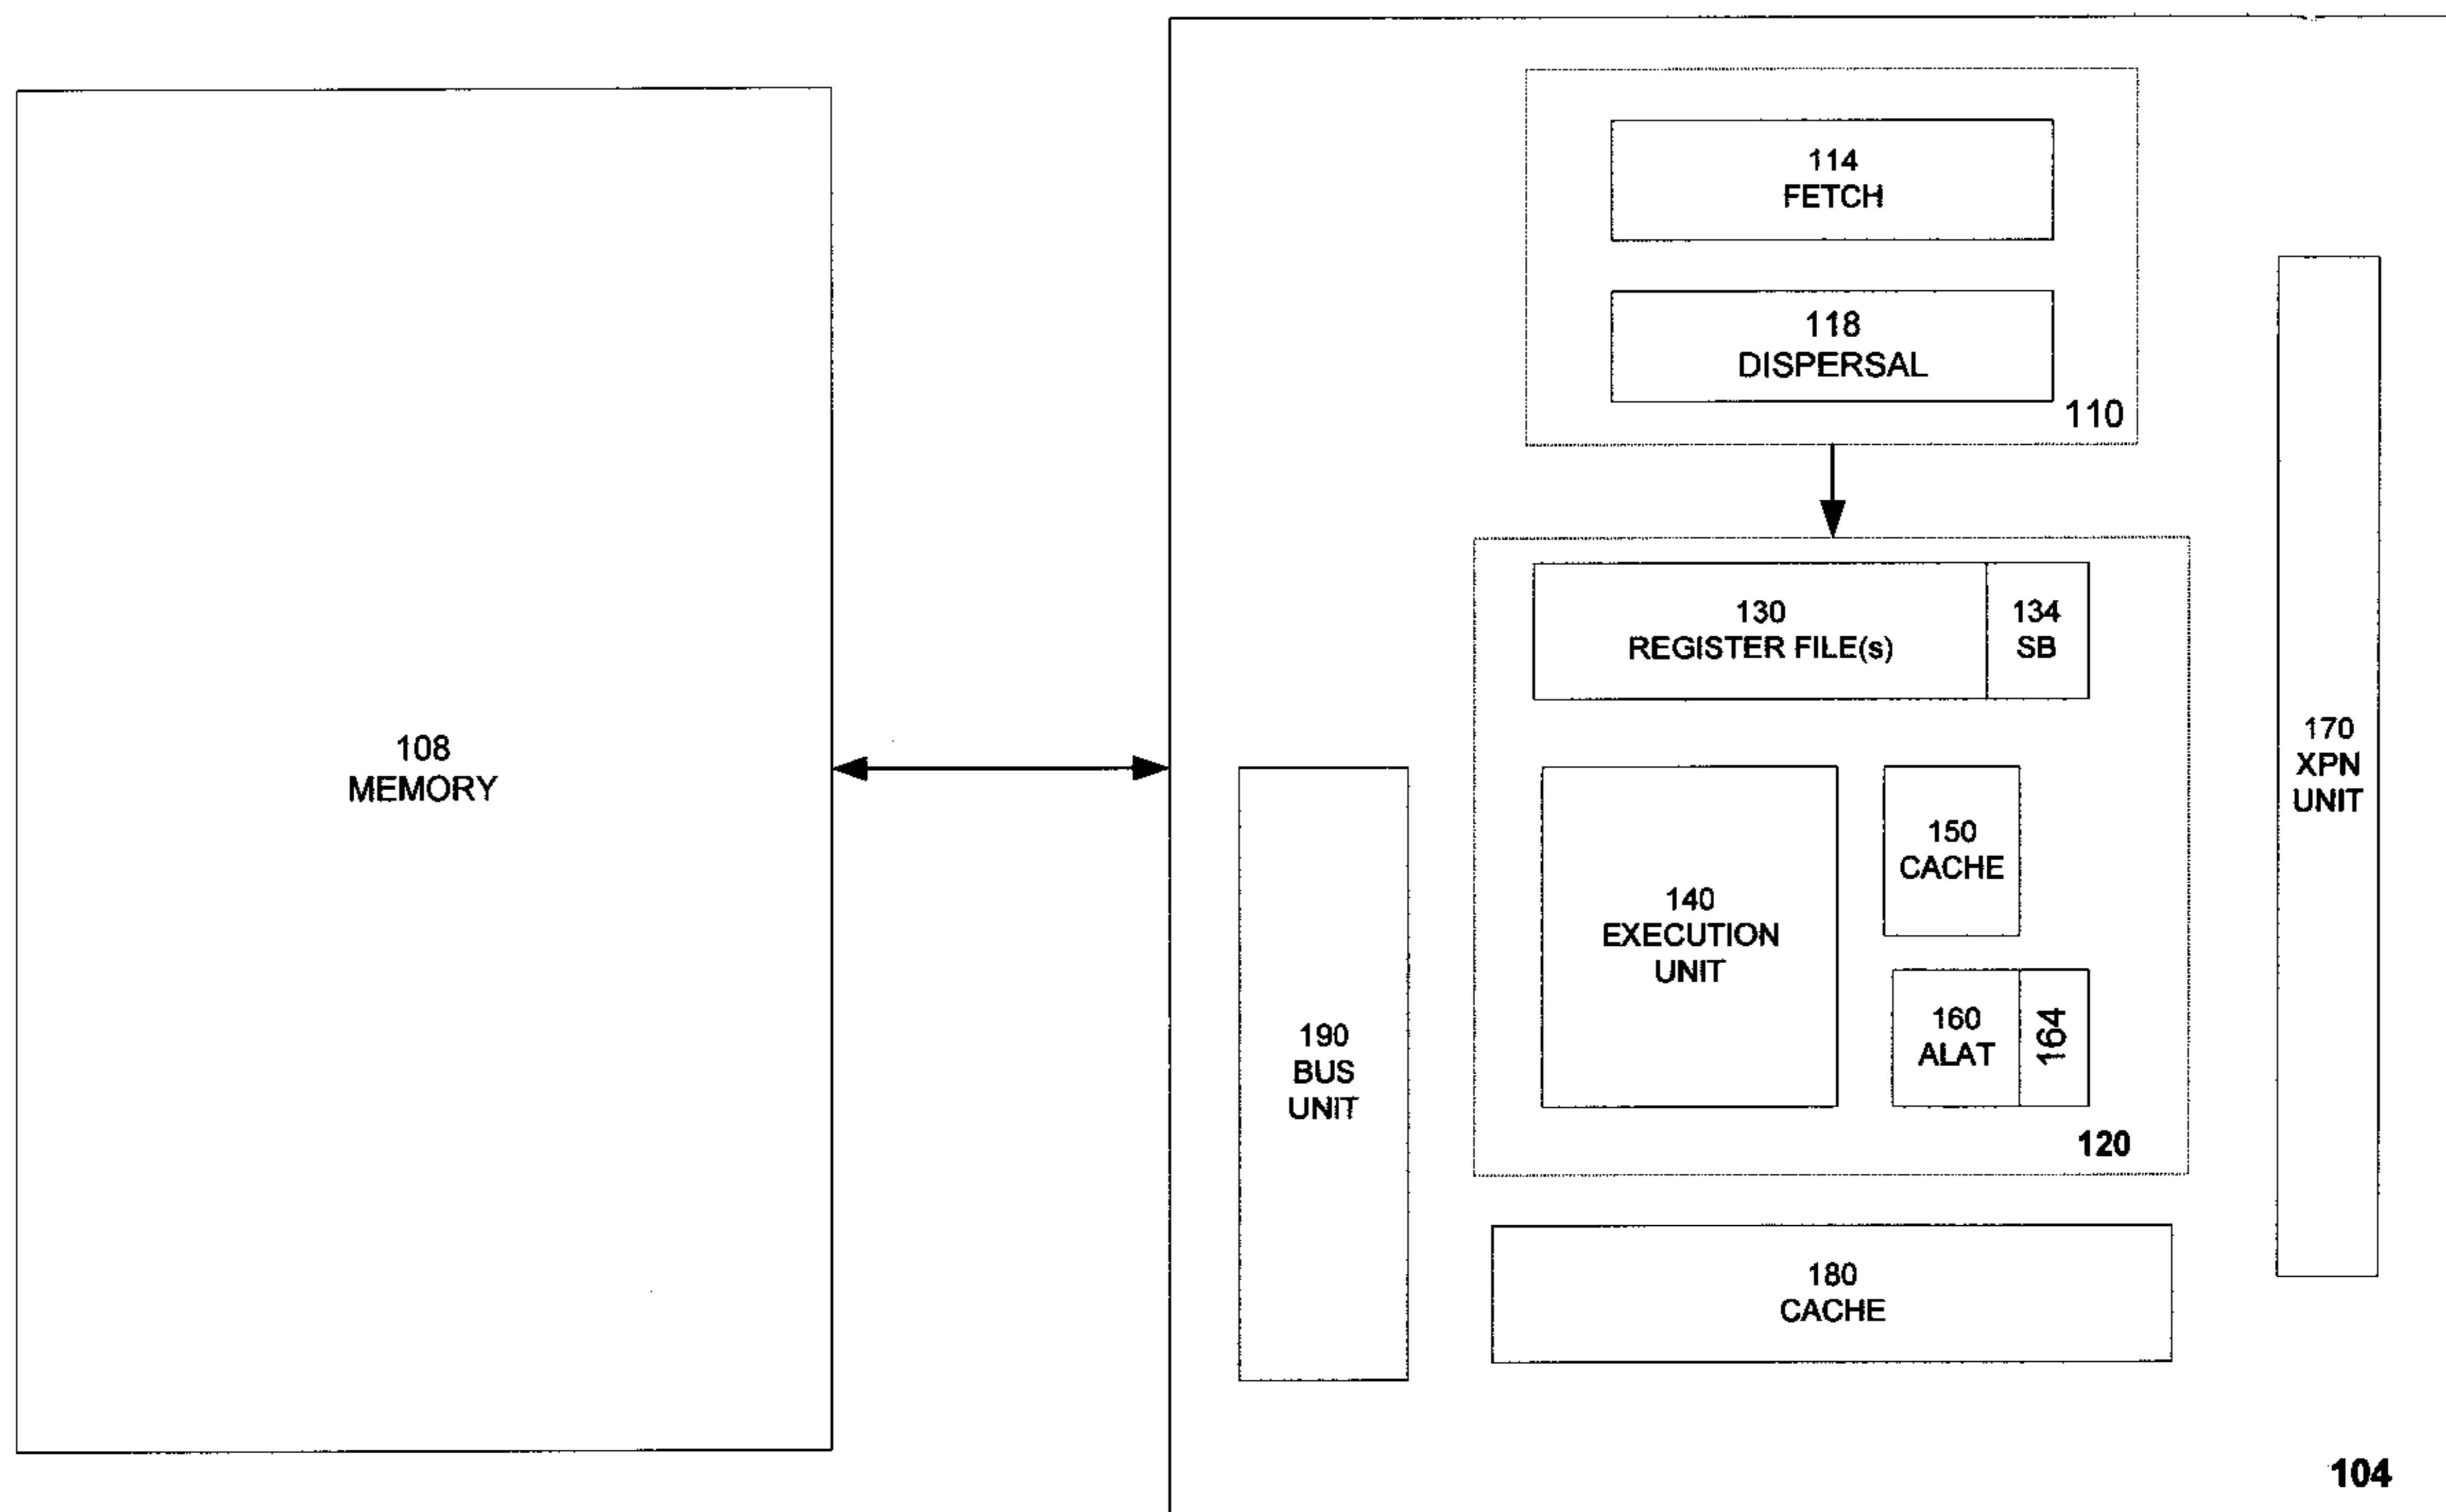 114
FETCH
118
DISPERSAL
110
130
REGISTER FILE(s)
134
SB
108
MEMORY
170
XPN
UNIT
150
CACHE
140
EXECUTION
UNIT
160
ALAT
164
190
BUS
UNIT
120
180
CACHE
104